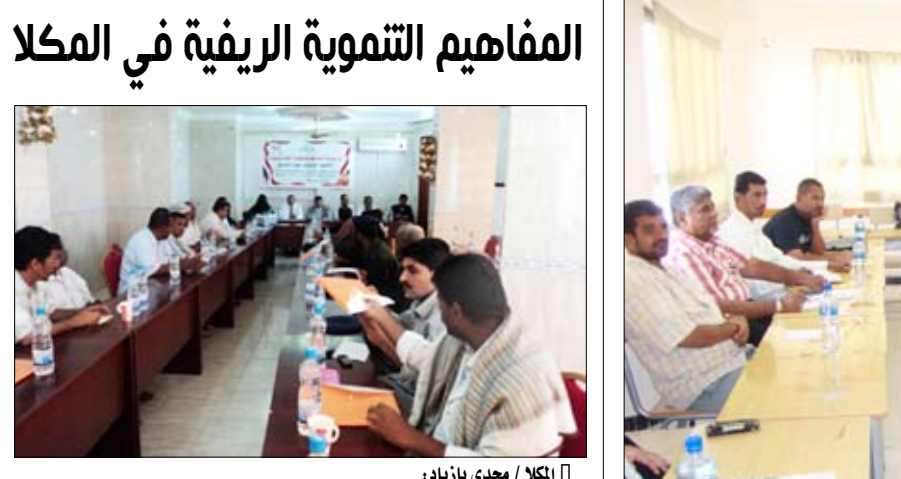 المفاهيم التنموية الريفية في المكلا
المكلا / مجدي بازياد: